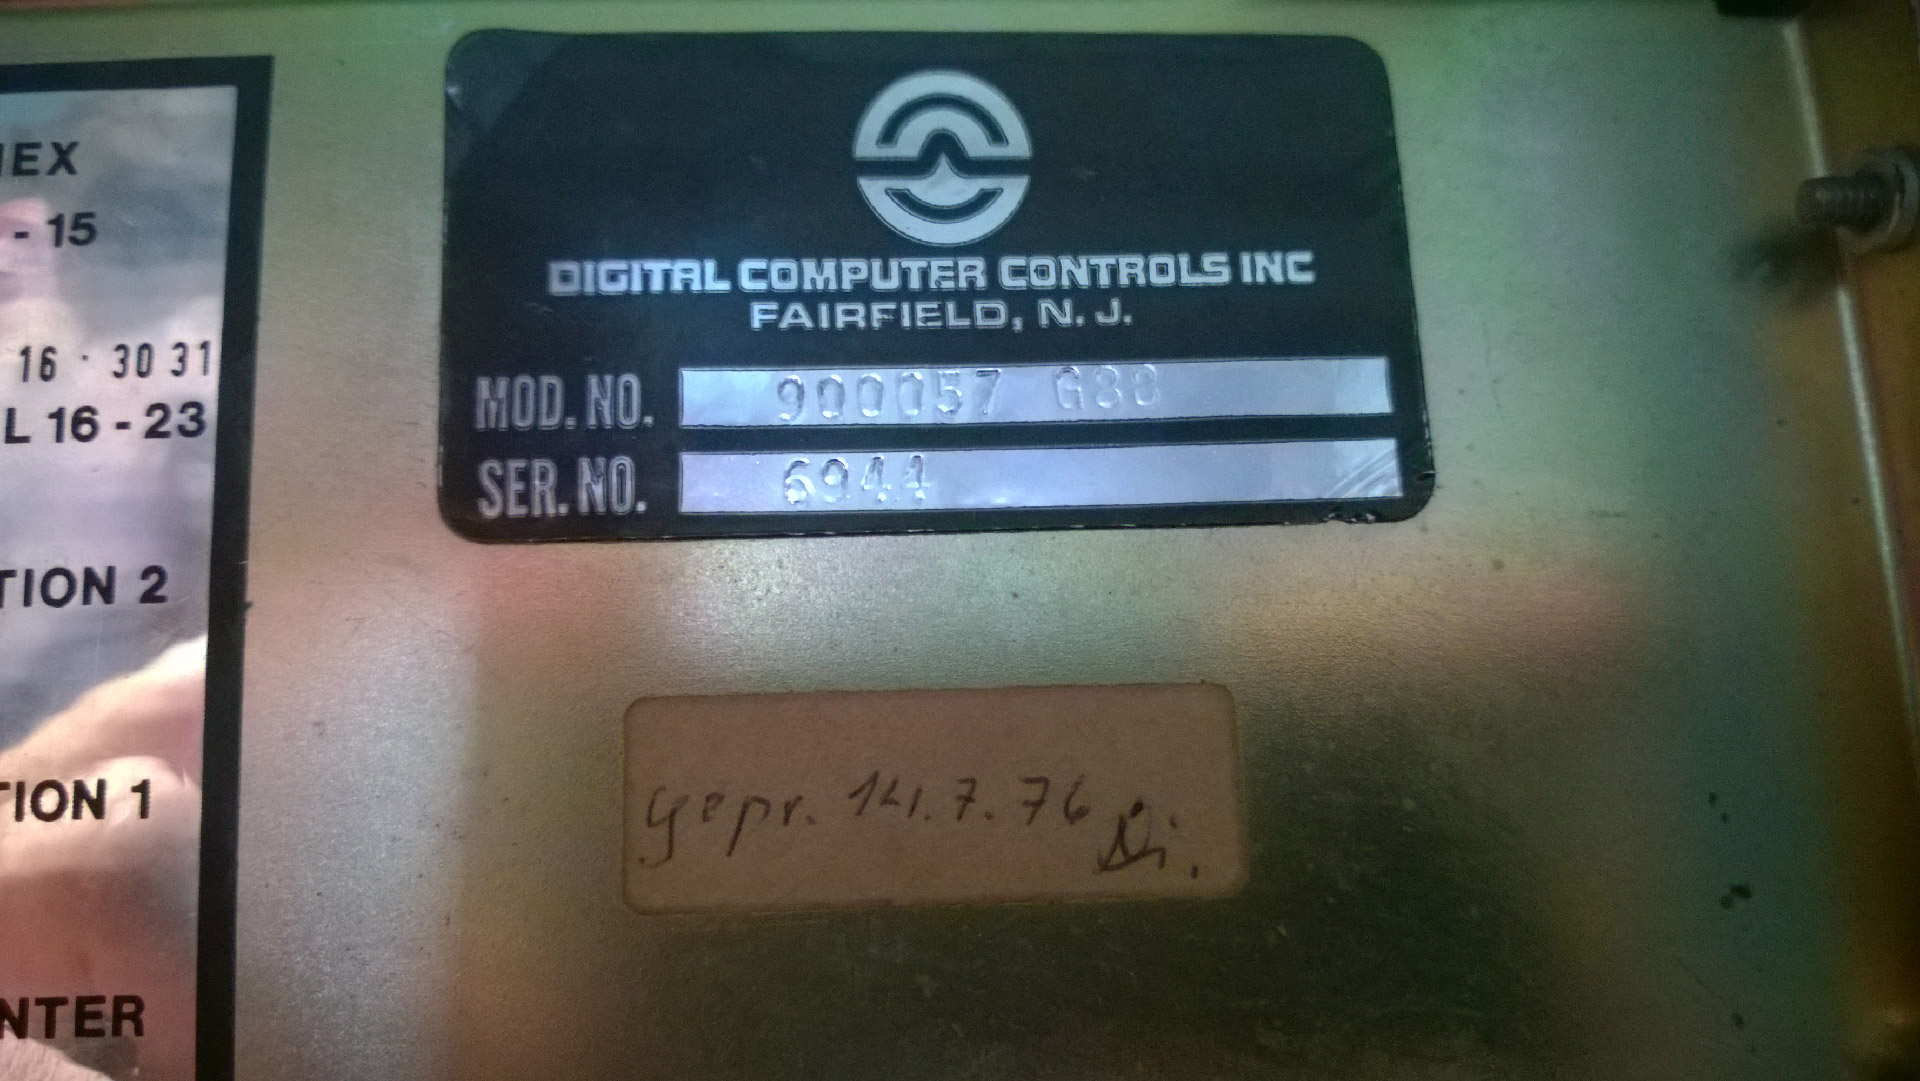 DIGITAL COMPUTER CONTROLS INC
FAIRFIELD, N. J.
MOD. NO. 900057 G88
SER. NO. 6944
gepr. 14.7.76 Di.
EX
- 15
16 · 30 31
L 16 - 23
TION 2
TION 1
NTER